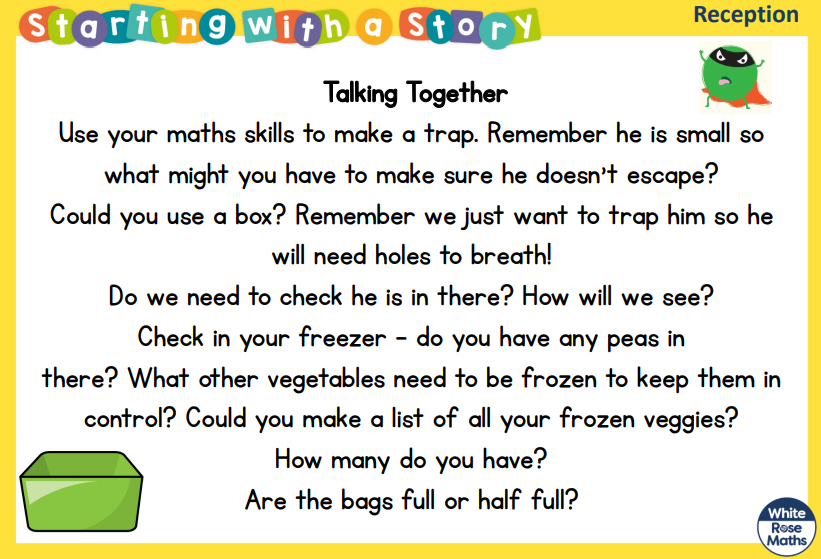 Starting with a Story
Reception
Talking Together
Use your maths skills to make a trap. Remember he is small so
what might you have to make sure he doesn't escape?
Could you use a box? Remember we just want to trap him so he
will need holes to breath!
Do we need to check he is in there? How will we see?
Check in your freezer – do you have any peas in
there? What other vegetables need to be frozen to keep them in
control? Could you make a list of all your frozen veggies?
How many do you have?
Are the bags full or half full?
White
Rose
Maths